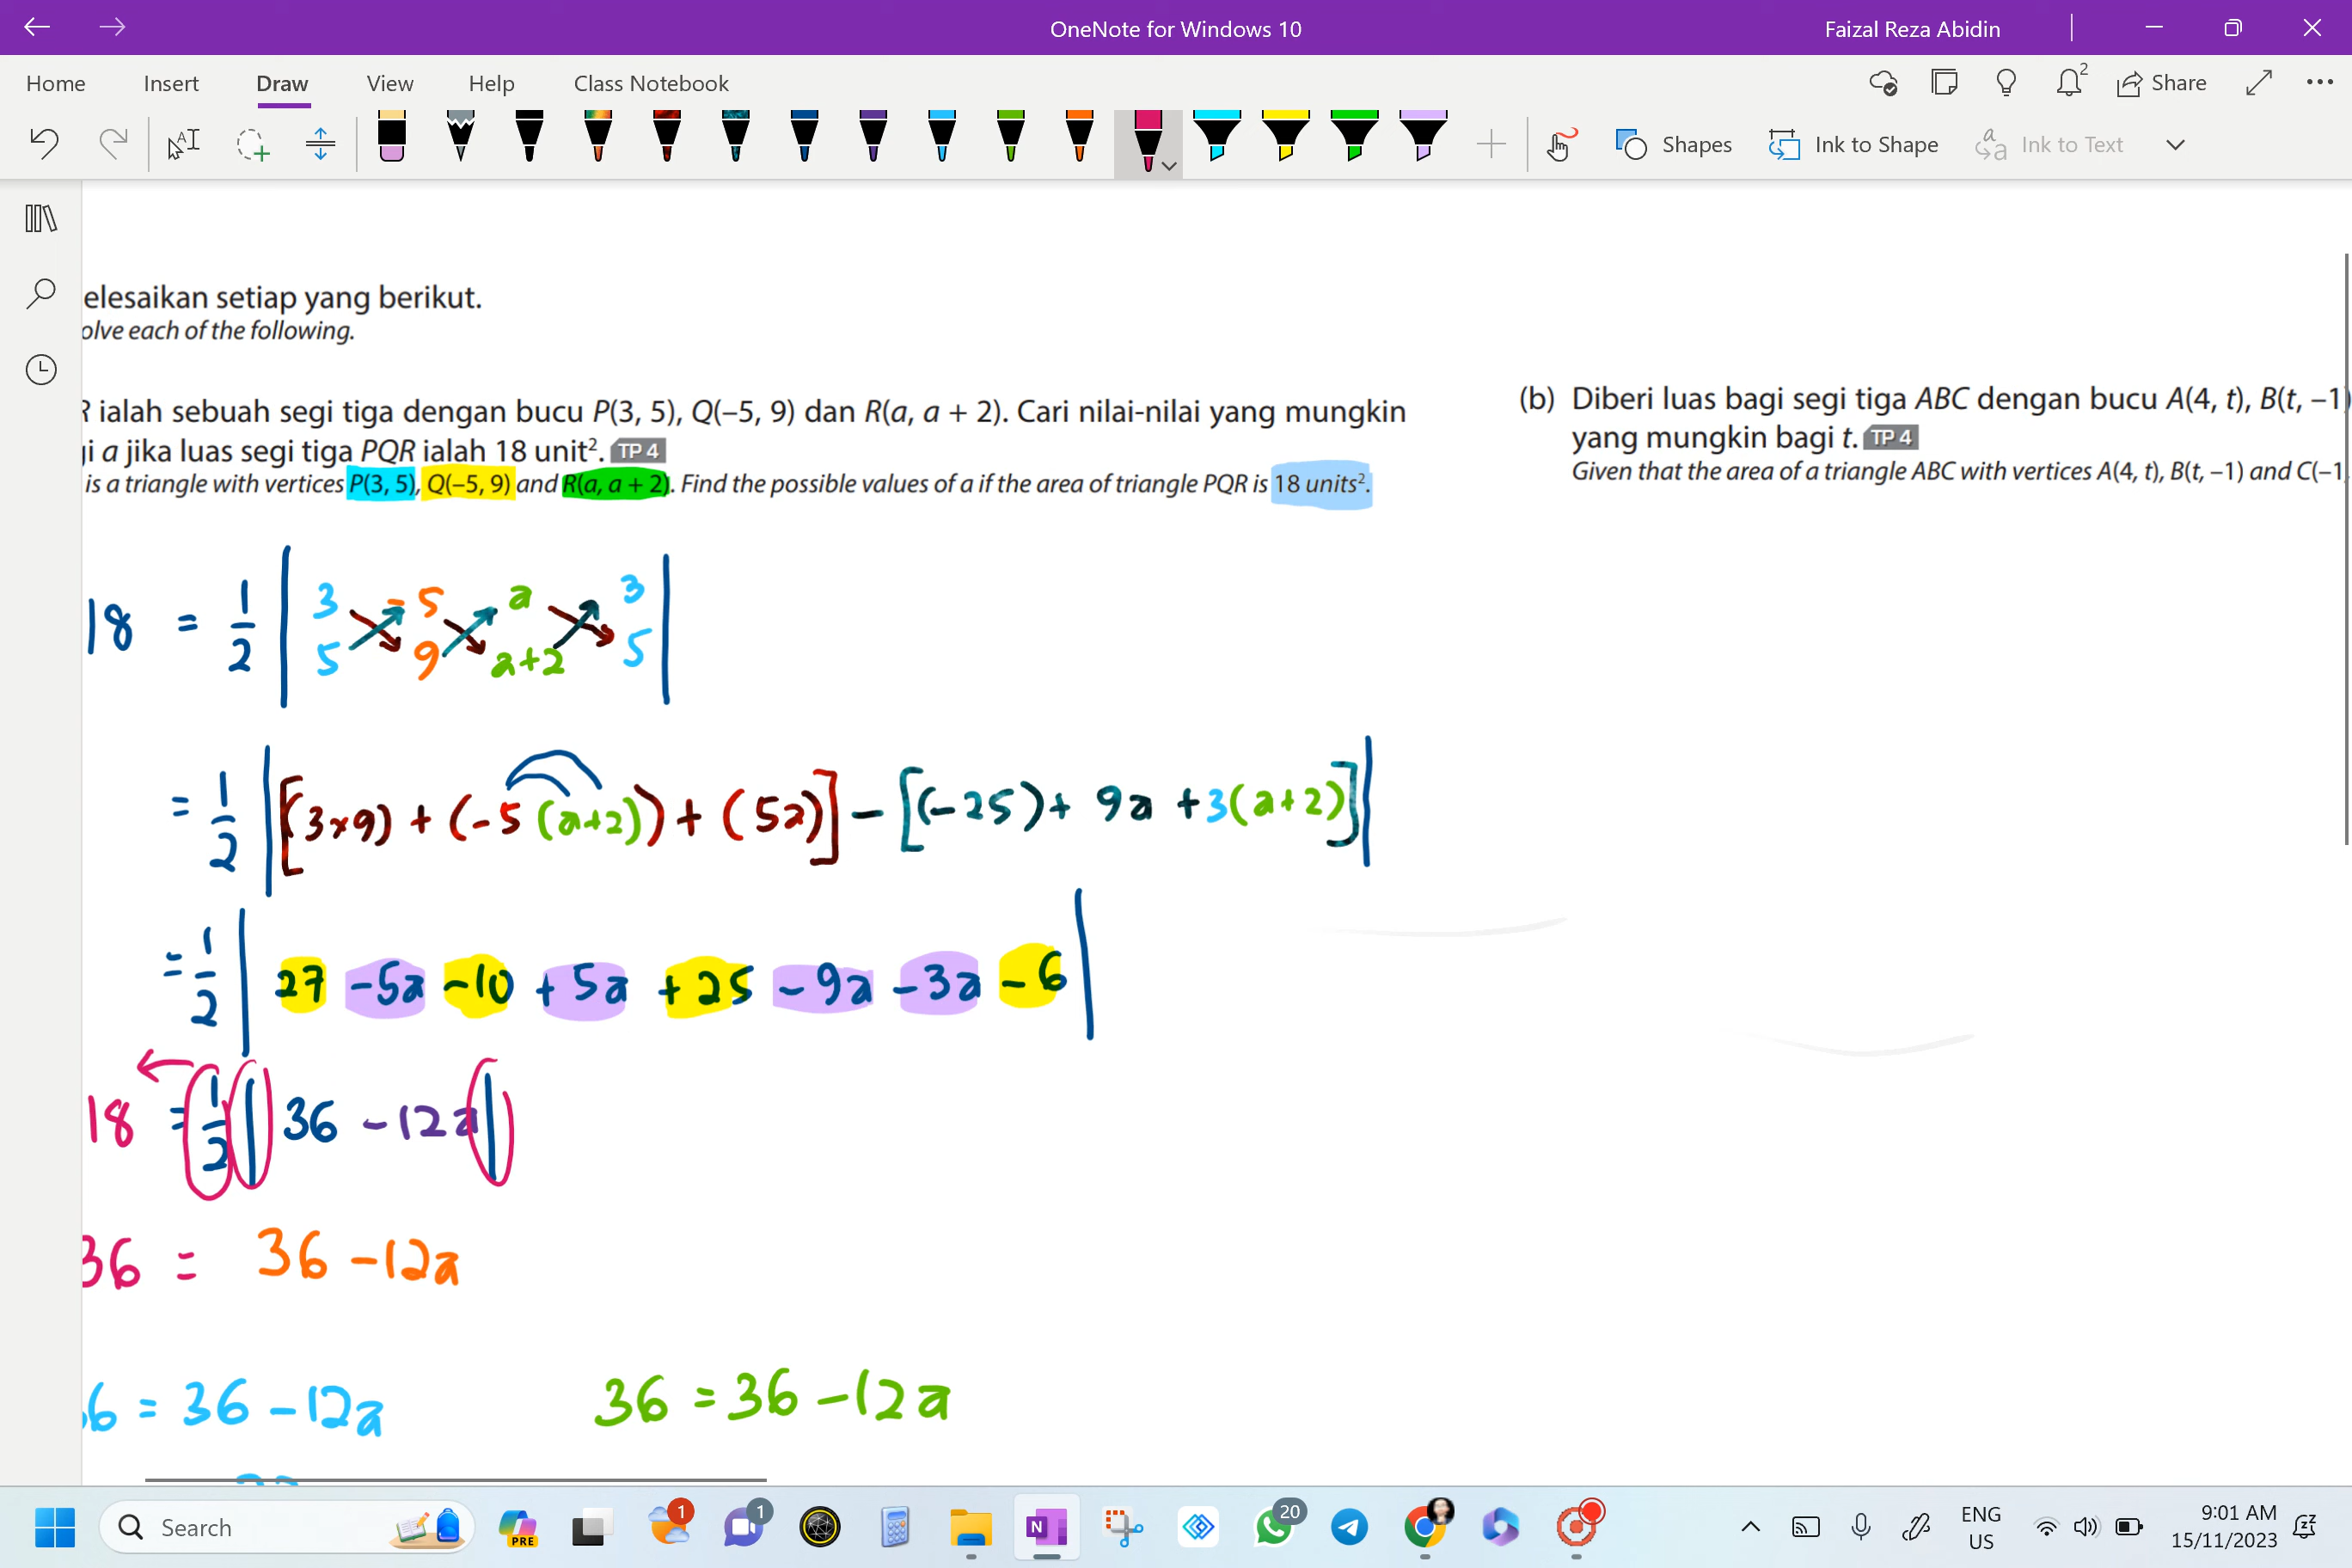 OneNote for Windows 10
Faizal Reza Abidin
Home Insert Draw View Help Class Notebook
2
Share
Shapes Ink to Shape Ink to Text
elesaikan setiap yang berikut.
olve each of the following.
R ialah sebuah segi tiga dengan bucu P(3, 5), Q(–5, 9) dan R(a, a + 2). Cari nilai-nilai yang mungkin
gi a jika luas segi tiga PQR ialah 18 unit². TP 4
is a triangle with vertices P(3, 5), Q(–5, 9) and R(a, a + 2). Find the possible values of a if the area of triangle PQR is 18 units².
(b) Diberi luas bagi segi tiga ABC dengan bucu A(4, t), B(t, –1)
yang mungkin bagi t. TP 4
Given that the area of a triangle ABC with vertices A(4, t), B(t, –1) and C(–1,
18 = 1/2 | 3 -5 a 3
5 9 a+2 5 |
= 1/2 |[(3×9) + (-5(a+2)) + (5a)] - [(-25) + 9a + 3(a+2)]|
= 1/2 | 27 -5a -10 + 5a + 25 - 9a - 3a - 6 |
18 = 1/2 | 36 - 12a |
36 = 36 - 12a
36 = 36 - 12a 36 = 36 - 12a
Search
PRE
1
1
20
ENG
US
9:01 AM
15/11/2023